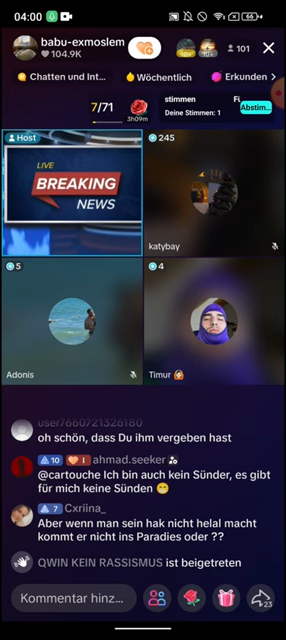 04:00
66
babu-exmoslem
104.9K
10+
10+
101
Chatten und Int...
Wöchentlich
Erkunden
7/71
3h09m
stimmen
Deine Stimmen: 1
Abstim...
Host
LIVE
BREAKING
NEWS
245
katybay
5
Adonis
4
Timur
user7660721326180
oh schön, dass Du ihm vergeben hast
10 1 ahmad.seeker
@cartouche Ich bin auch kein Sünder, es gibt
für mich keine Sünden 😁
7 Cxriina_
Aber wenn man sein hak nicht helal macht
kommt er nicht ins Paradies oder ??
QWIN KEIN RASSISMUS ist beigetreten
Kommentar hinz...
23